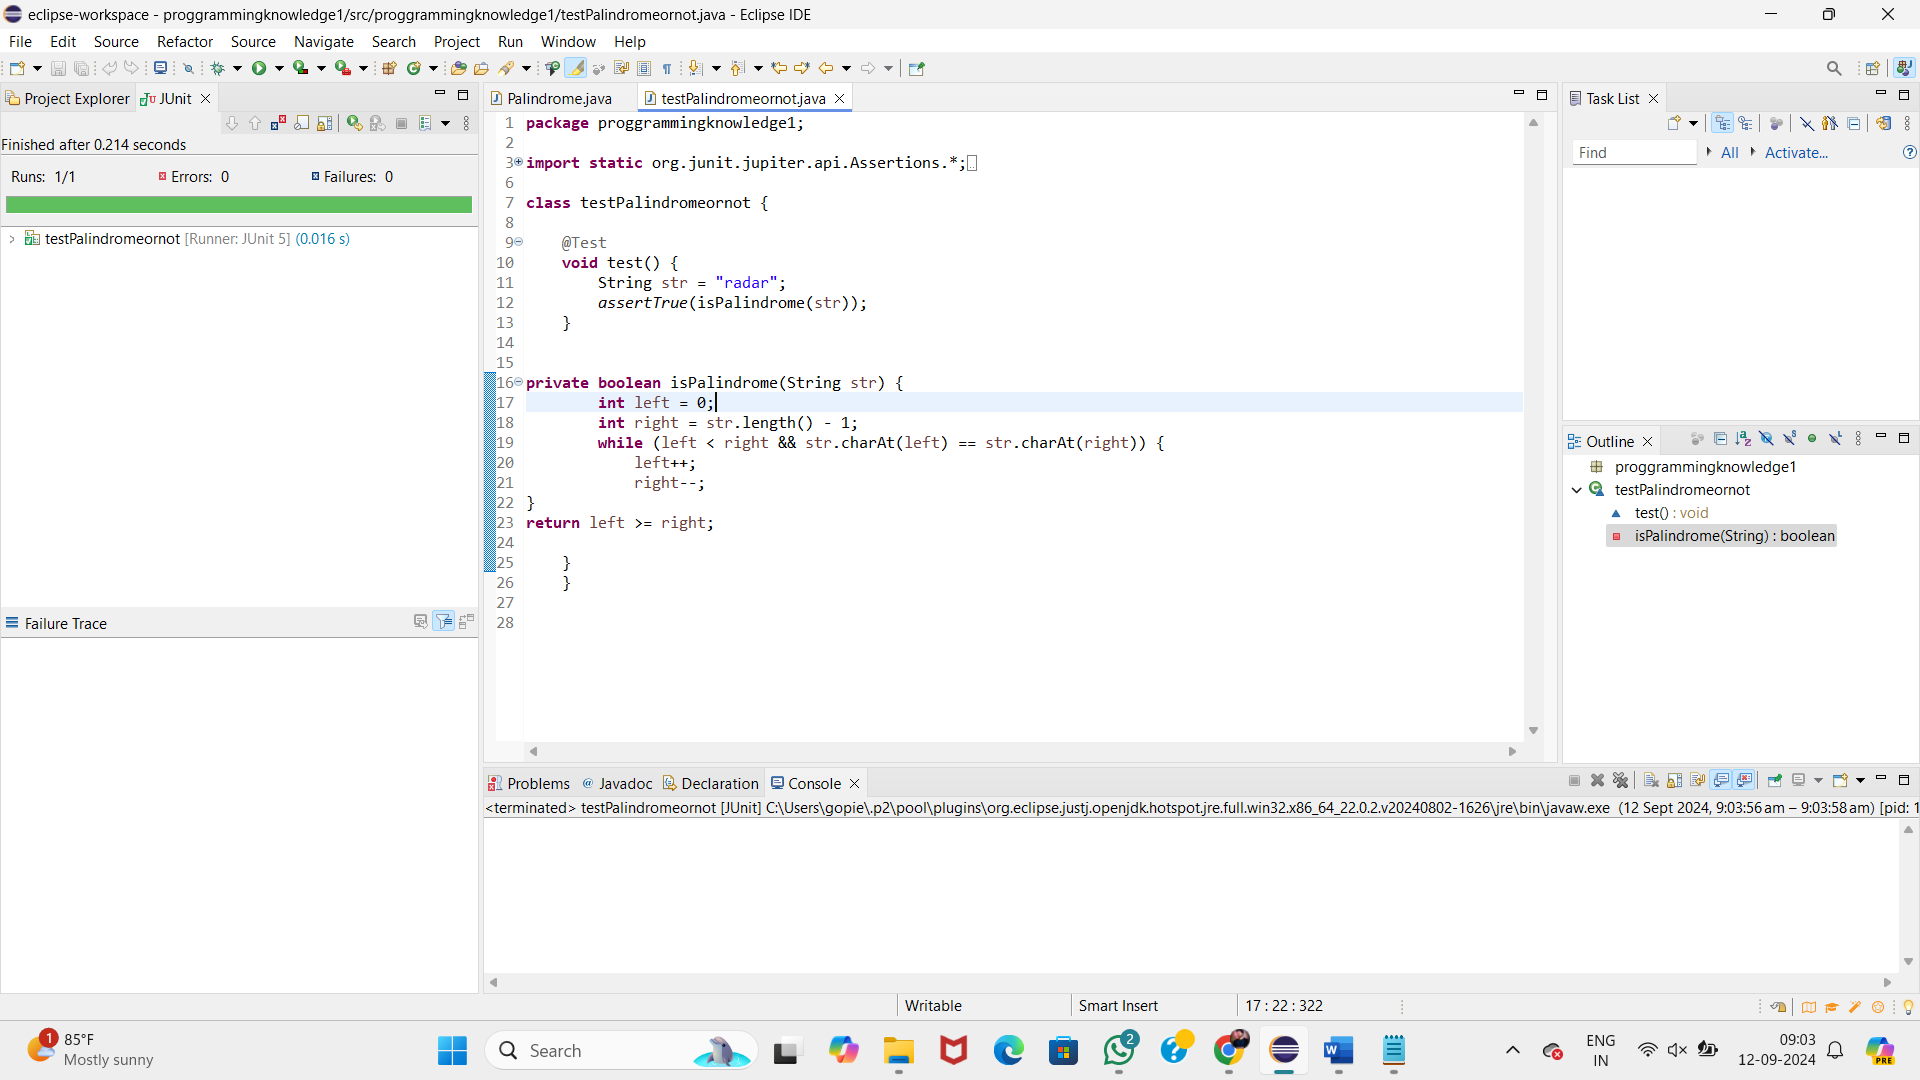 eclipse-workspace - proggrammingknowledge1/src/proggrammingknowledge1/testPalindromeornot.java - Eclipse IDE
File Edit Source Refactor Source Navigate Search Project Run Window Help
Project Explorer JUnit
Finished after 0.214 seconds
Runs: 1/1 Errors: 0 Failures: 0
testPalindromeornot [Runner: JUnit 5] (0.016 s)
Failure Trace
Palindrome.java testPalindromeornot.java
1 package proggrammingknowledge1;
2
3 import static org.junit.jupiter.api.Assertions.*;
6
7 class testPalindromeornot {
8
9 @Test
10 void test() {
11 String str = "radar";
12 assertTrue(isPalindrome(str));
13 }
14
15
16 private boolean isPalindrome(String str) {
17 int left = 0;
18 int right = str.length() - 1;
19 while (left < right && str.charAt(left) == str.charAt(right)) {
20 left++;
21 right--;
22 }
23 return left >= right;
24
25 }
26 }
27
28
Task List
Find All Activate...
Outline
proggrammingknowledge1
testPalindromeornot
test() : void
isPalindrome(String) : boolean
Problems Javadoc Declaration Console
<terminated> testPalindromeornot [JUnit] C:\Users\gopie\.p2\pool\plugins\org.eclipse.justj.openjdk.hotspot.jre.full.win32.x86_64_22.0.2.v20240802-1626\jre\bin\javaw.exe (12 Sept 2024, 9:03:56 am – 9:03:58 am) [pid: 1
Writable Smart Insert 17 : 22 : 322
1 85°F
Mostly sunny
Search
2
ENG
IN
09:03
12-09-2024
PRE